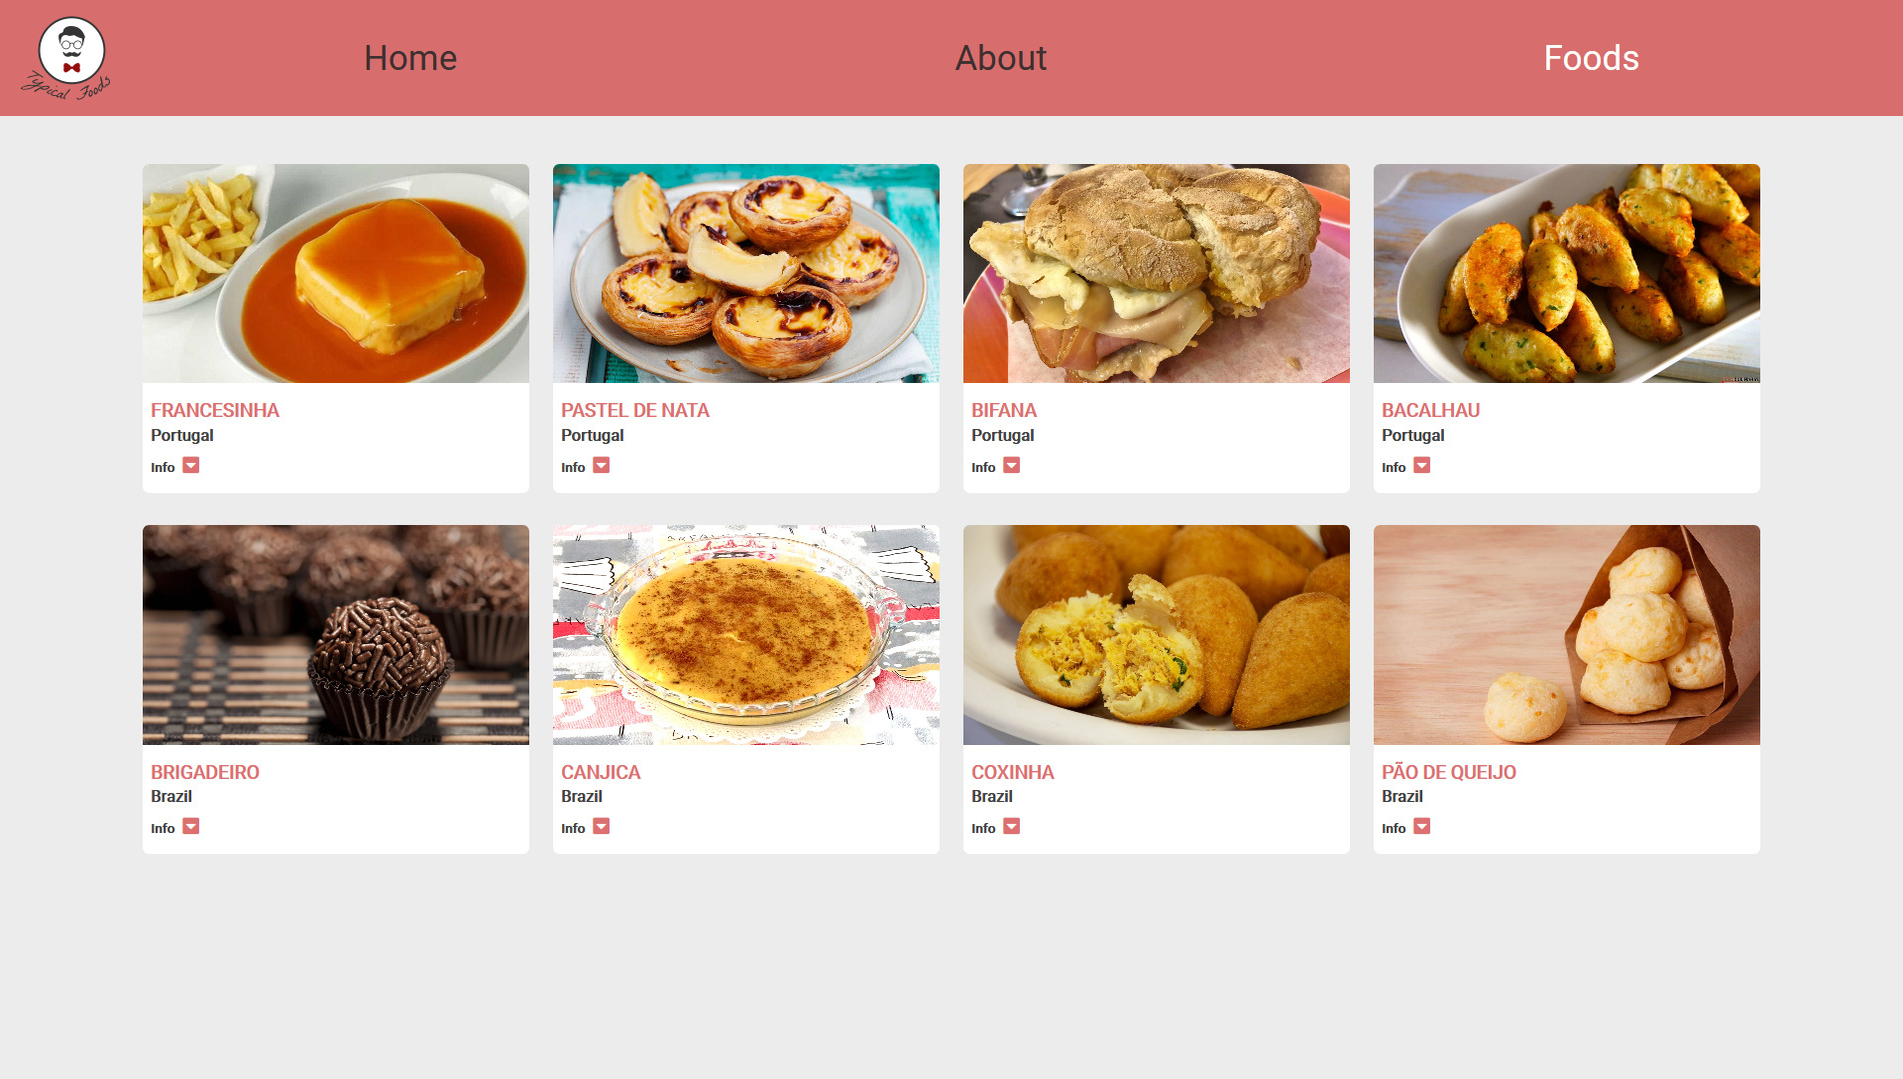 Typical Foods
Home
About
Foods
FRANCESINHA
Portugal
Info
PASTEL DE NATA
Portugal
Info
BIFANA
Portugal
Info
BACALHAU
Portugal
Info
BRIGADEIRO
Brazil
Info
CANJICA
Brazil
Info
COXINHA
Brazil
Info
PÃO DE QUEIJO
Brazil
Info